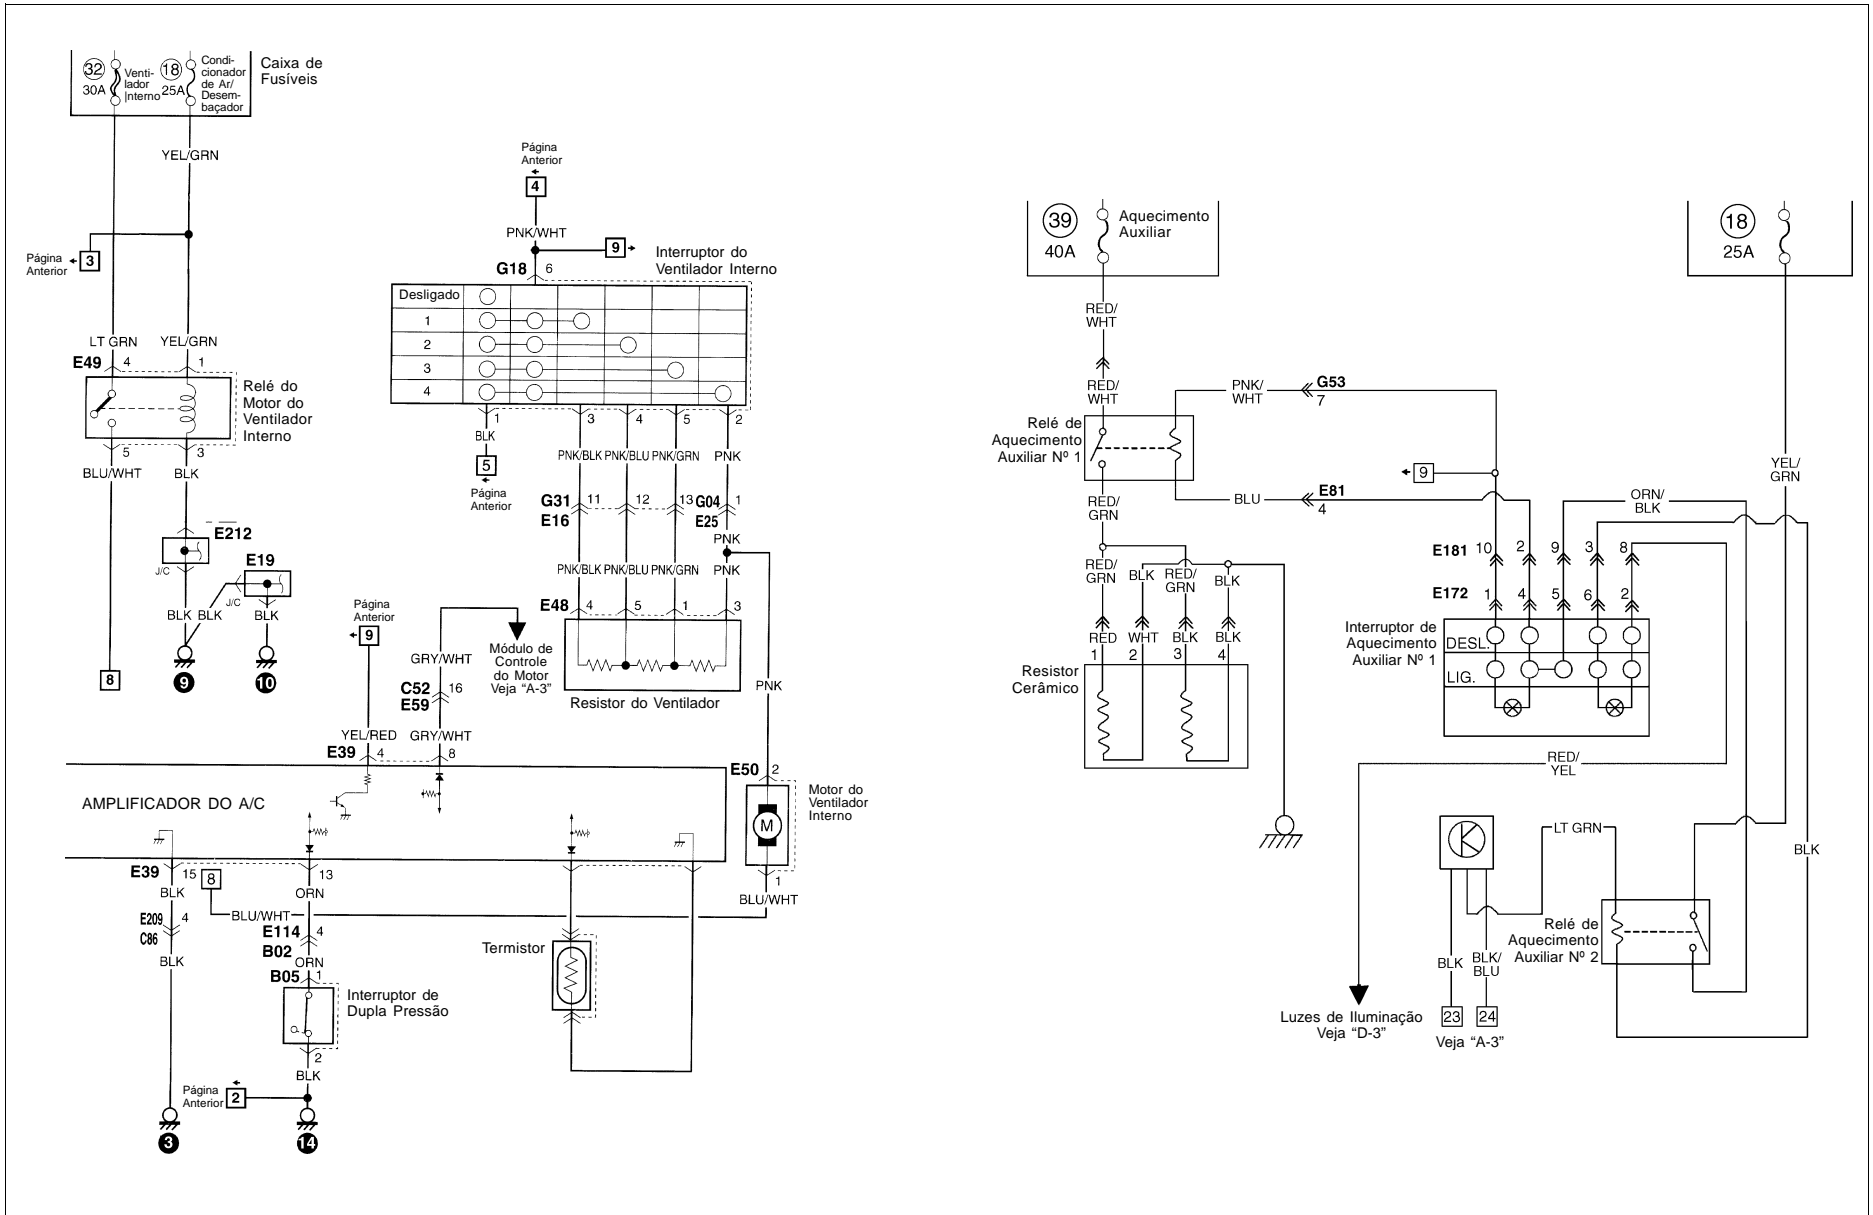 32
30A
Venti-
lador
Interno
18
25A
Condi-
cionador
de Ar/
Desem-
baçador
Caixa de
Fusíveis
YEL/GRN
Página
Anterior
3
LT GRN
YEL/GRN
E49
4
1
Relé do
Motor do
Ventilador
Interno
5
3
BLU/WHT
BLK
E212
J/C
E19
J/C
BLK
BLK
BLK
8
9
10
Página
Anterior
4
PNK/WHT
9
G18
6
Interruptor do
Ventilador Interno
Desligado
1
2
3
4
1
3
4
5
2
BLK
5
Página
Anterior
PNK/BLK
PNK/BLU
PNK/GRN
PNK
G31
11
12
13
G04
1
E16
E25
PNK
PNK/BLK
PNK/BLU
PNK/GRN
PNK
E48
4
5
1
3
Resistor do Ventilador
PNK
Página
Anterior
9
GRY/WHT
Módulo de
Controle
do Motor
Veja “A-3”
C52
16
E59
YEL/RED
GRY/WHT
E39
4
8
AMPLIFICADOR DO A/C
E50
2
Motor do
Ventilador
Interno
M
1
BLU/WHT
E39
15
8
13
BLK
ORN
E209
4
C86
BLU/WHT
E114
4
B02
BLK
ORN
B05
1
Interruptor de
Dupla Pressão
2
BLK
Página
Anterior
2
3
14
Termistor
39
40A
Aquecimento
Auxiliar
RED/
WHT
RED/
WHT
Relé de
Aquecimento
Auxiliar Nº 1
PNK/
WHT
G53
7
9
BLU
E81
4
RED/
GRN
RED/
GRN
BLK
RED/
GRN
BLK
RED
WHT
BLK
BLK
1
2
3
4
Resistor
Cerâmico
18
25A
YEL/
GRN
ORN/
BLK
E181
10
2
9
3
8
E172
1
4
5
6
2
Interruptor de
Aquecimento
Auxiliar Nº 1
DESL.
LIG.
RED/
YEL
LT GRN
BLK
Relé de
Aquecimento
Auxiliar Nº 2
BLK
BLK/
BLU
23
24
Veja “A-3”
Luzes de Iluminação
Veja “D-3”